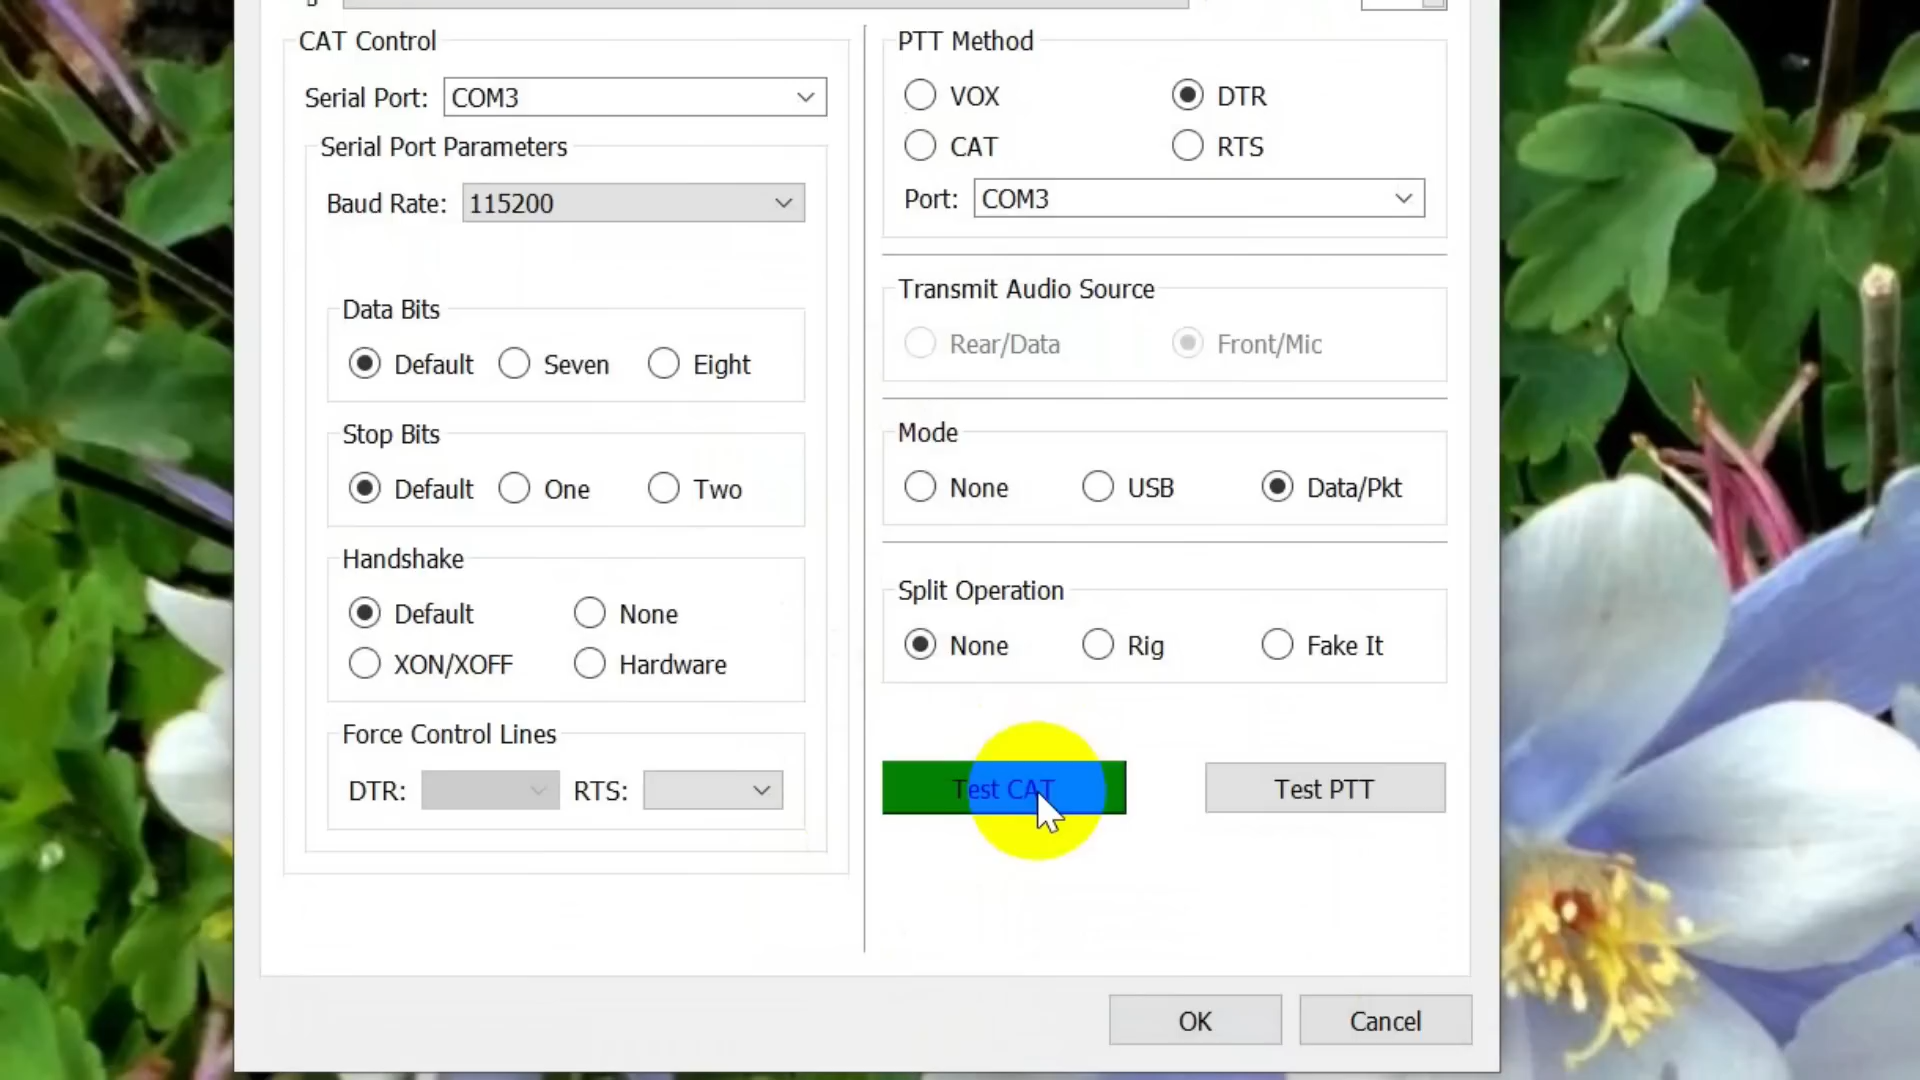 CAT Control
Serial Port: COM3
Serial Port Parameters
Baud Rate: 115200
Data Bits
Default Seven Eight
Stop Bits
Default One Two
Handshake
Default None
XON/XOFF Hardware
Force Control Lines
DTR: RTS:
PTT Method
VOX DTR
CAT RTS
Port: COM3
Transmit Audio Source
Rear/Data Front/Mic
Mode
None USB Data/Pkt
Split Operation
None Rig Fake It
Test CAT Test PTT
OK Cancel